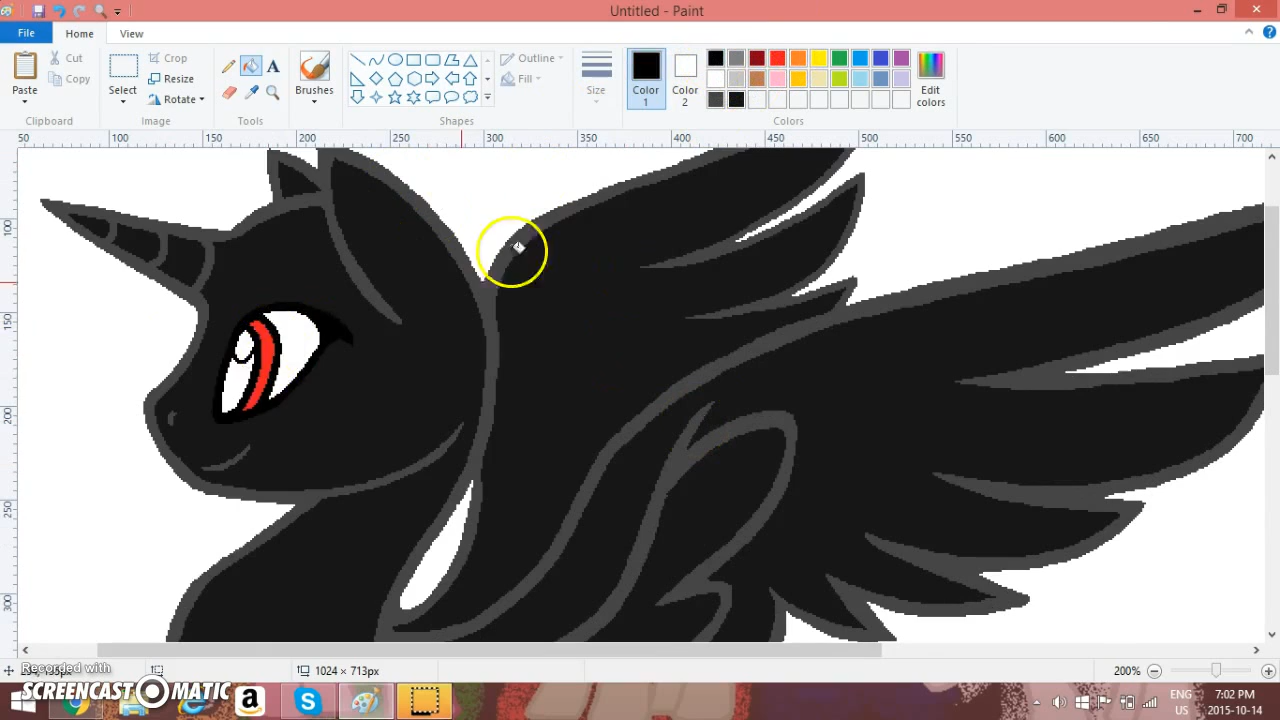 Untitled - Paint
File Home View
Paste Cut Copy Clipboard
Select Crop Resize Rotate Image
A Tools
Brushes
Outline Fill Shapes
Size
Color 1 Color 2 Edit colors Colors
50 100 150 200 250 300 350 400 450 500 550 600 650 700
100
150
200
250
300
1024 × 713px 200%
Recorded with
SCREENCAST MATIC
ENG US 7:02 PM 2015-10-14